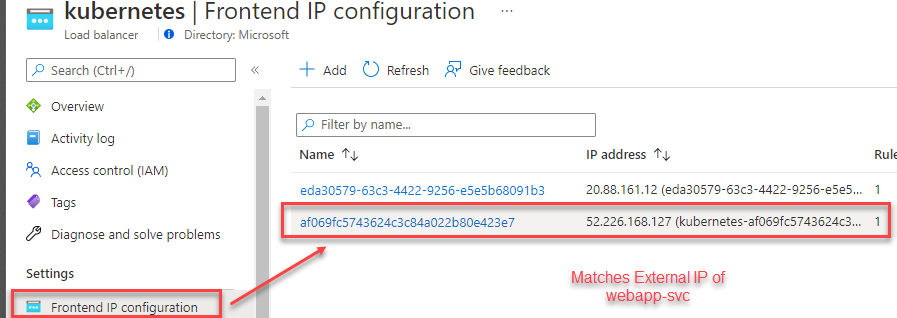 kubernetes | Frontend IP configuration ...
Load balancer Directory: Microsoft
Search (Ctrl+/) «
Add Refresh Give feedback
Overview
Activity log
Access control (IAM)
Tags
Diagnose and solve problems
Settings
Frontend IP configuration
Filter by name...
Name ↑↓ IP address ↑↓ Rule
eda30579-63c3-4422-9256-e5e5b68091b3 20.88.161.12 (eda30579-63c3-4422-9256-e5e5... 1
af069fc5743624c3c84a022b80e423e7 52.226.168.127 (kubernetes-af069fc5743624c3... 1
Matches External IP of
webapp-svc